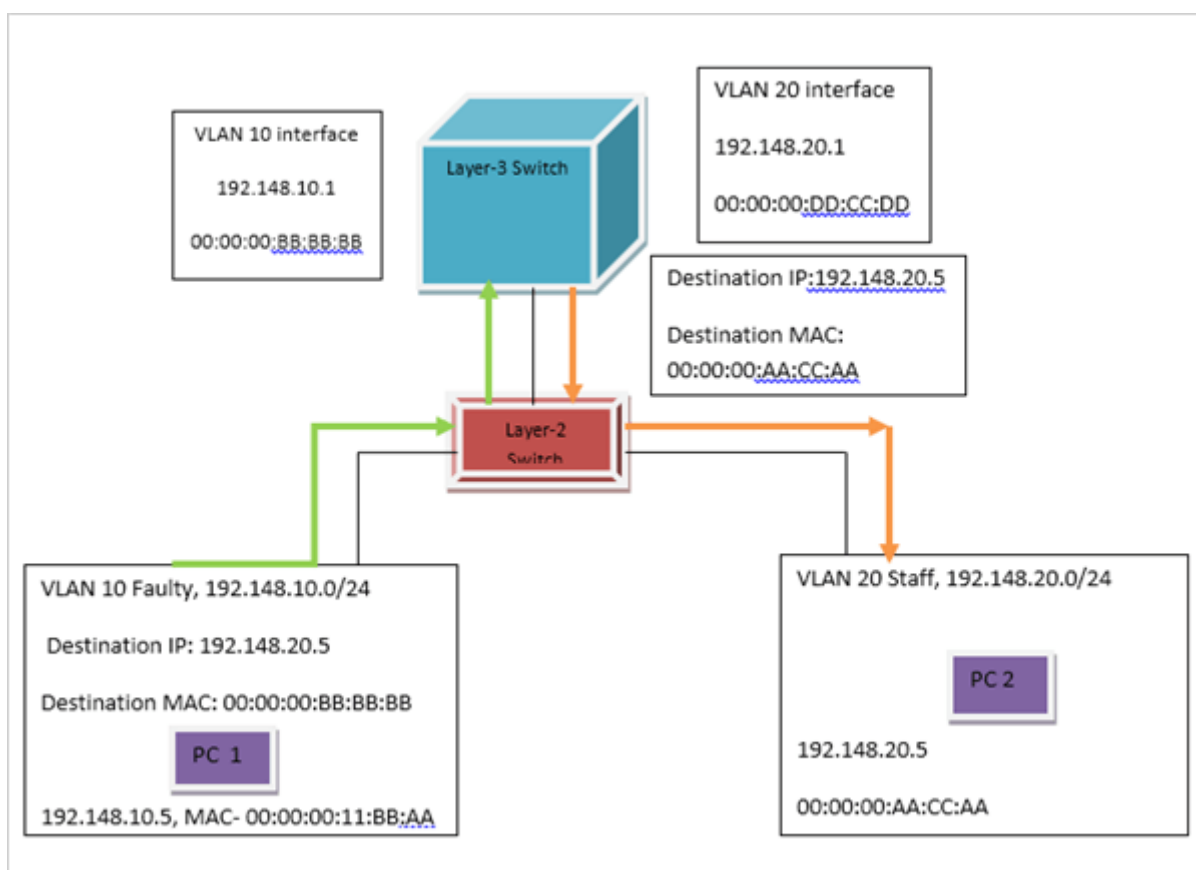 VLAN 10 interface
192.148.10.1
00:00:00:BB:BB:BB
Layer-3 Switch
VLAN 20 interface
192.148.20.1
00:00:00:DD:CC:DD
Destination IP:192.148.20.5
Destination MAC:
00:00:00:AA:CC:AA
Layer-2
Switch
VLAN 10 Faulty, 192.148.10.0/24
Destination IP: 192.148.20.5
Destination MAC: 00:00:00:BB:BB:BB
PC 1
192.148.10.5, MAC- 00:00:00:11:BB:AA
VLAN 20 Staff, 192.148.20.0/24
PC 2
192.148.20.5
00:00:00:AA:CC:AA